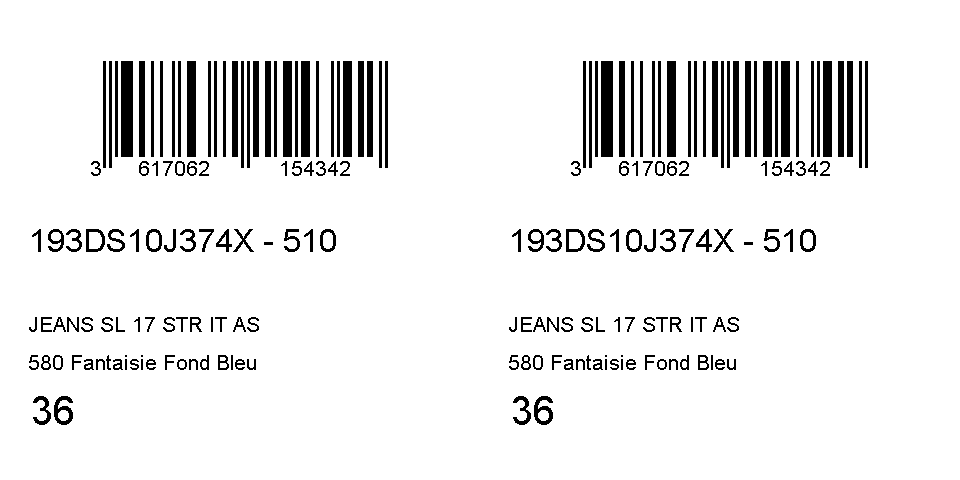 3 617062 154342
193DS10J374X - 510
JEANS SL 17 STR IT AS
580 Fantaisie Fond Bleu
36
3 617062 154342
193DS10J374X - 510
JEANS SL 17 STR IT AS
580 Fantaisie Fond Bleu
36